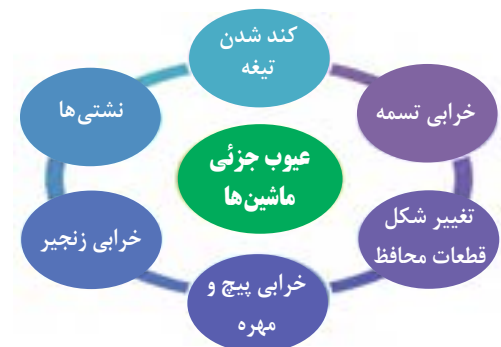 عیوب جزئی
ماشین‌ها
کند شدن
تیغه
خرابی تسمه
تغییر شکل
قطعات محافظ
خرابی پیچ و
مهره
خرابی زنجیر
نشتی‌ها